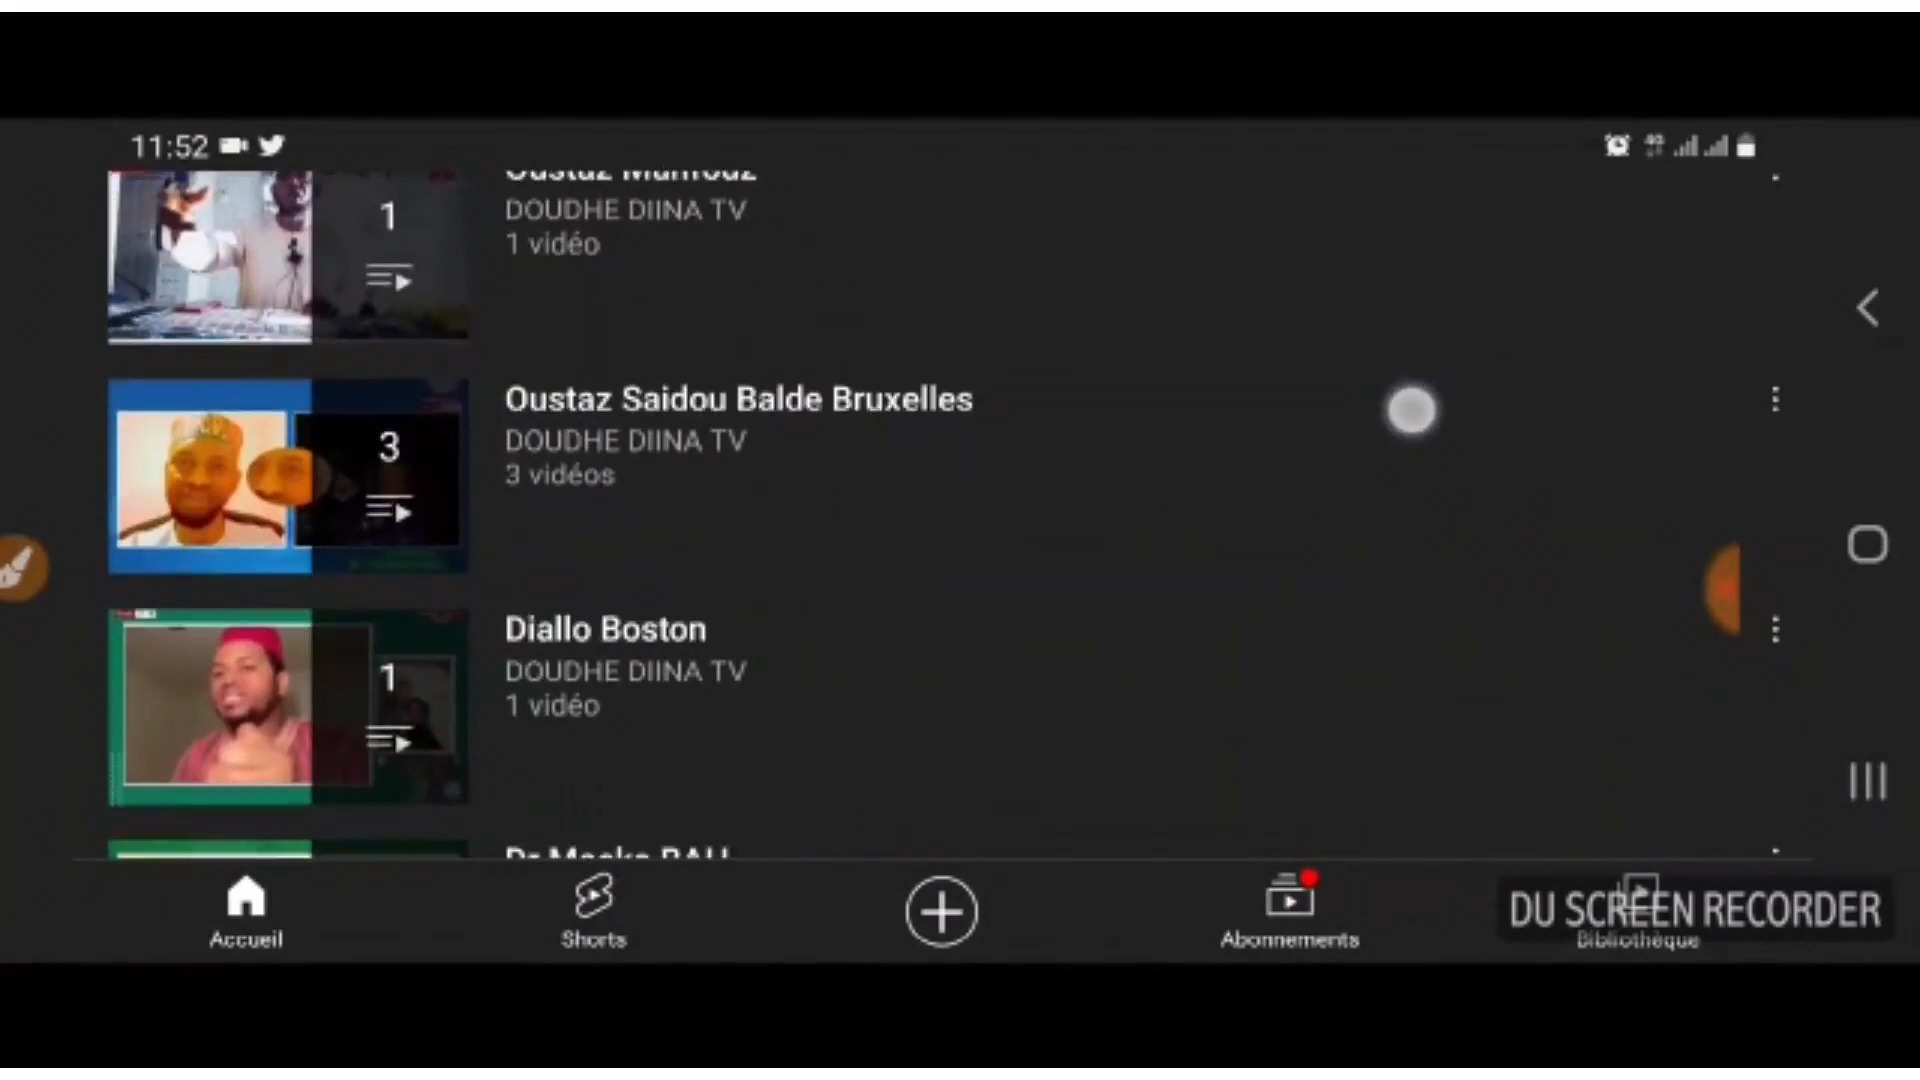 11:52
DOUDHE DIINA TV
1 vidéo
1
Oustaz Saidou Balde Bruxelles
DOUDHE DIINA TV
3 vidéos
3
Diallo Boston
DOUDHE DIINA TV
1 vidéo
1
Accueil
Shorts
Abonnements
Bibliothèque
DU SCREEN RECORDER